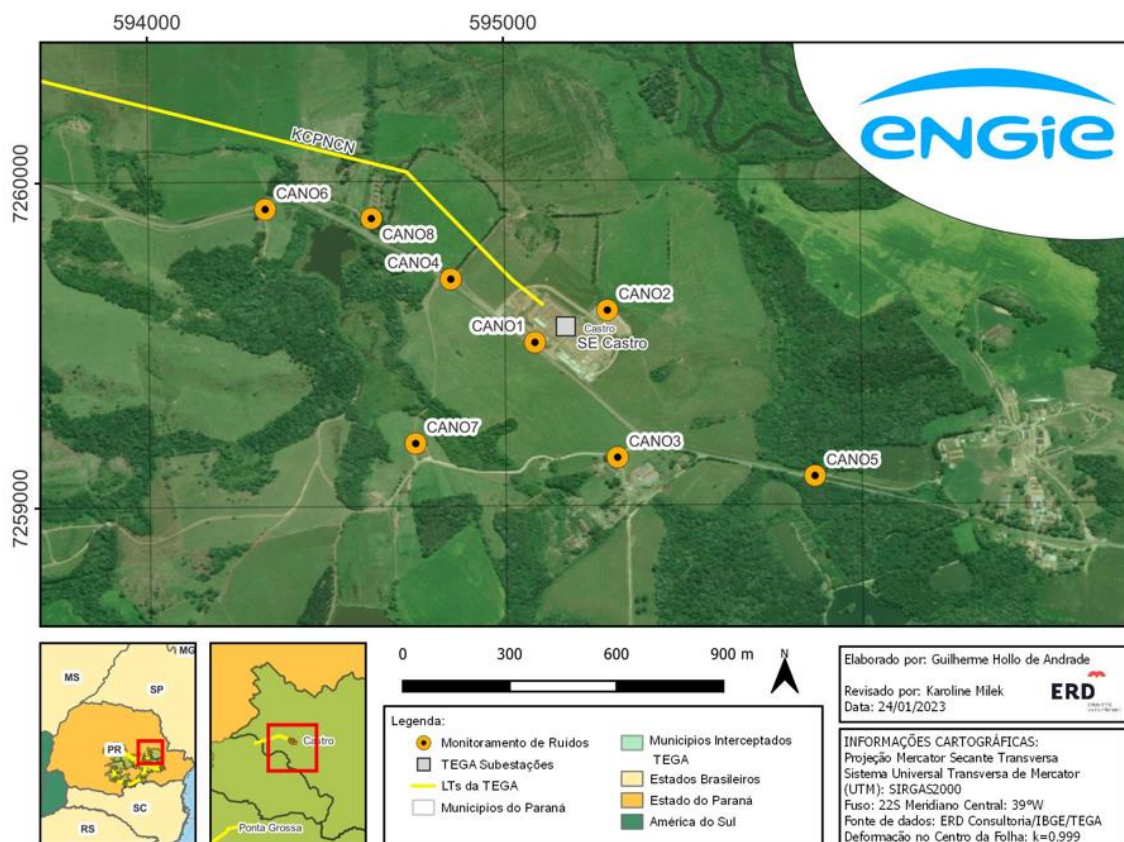 594000
595000
ENGIE
7260000
7259000
KCPNCN
CANO6
CANO8
CANO4
CANO2
CANO1
Castro
SE Castro
CANO7
CANO3
CANO5
MG
MS
SP
PR
SC
RS
Castro
Ponta Grossa
0 300 600 900 m
N
Legenda:
Monitoramento de Ruídos
TEGA Subestações
LTs da TEGA
Municípios do Paraná
Municípios Interceptados
TEGA
Estados Brasileiros
Estado do Paraná
América do Sul
Elaborado por: Guilherme Hollo de Andrade
Revisado por: Karoline Milek
Data: 24/01/2023
ERD
INFORMAÇÕES CARTOGRÁFICAS:
Projeção Mercator Secante Transversa
Sistema Universal Transversa de Mercator
(UTM): SIRGAS2000
Fuso: 22S Meridiano Central: 39°W
Fonte de dados: ERD Consultoria/IBGE/TEGA
Deformação no Centro da Folha: k=0,999